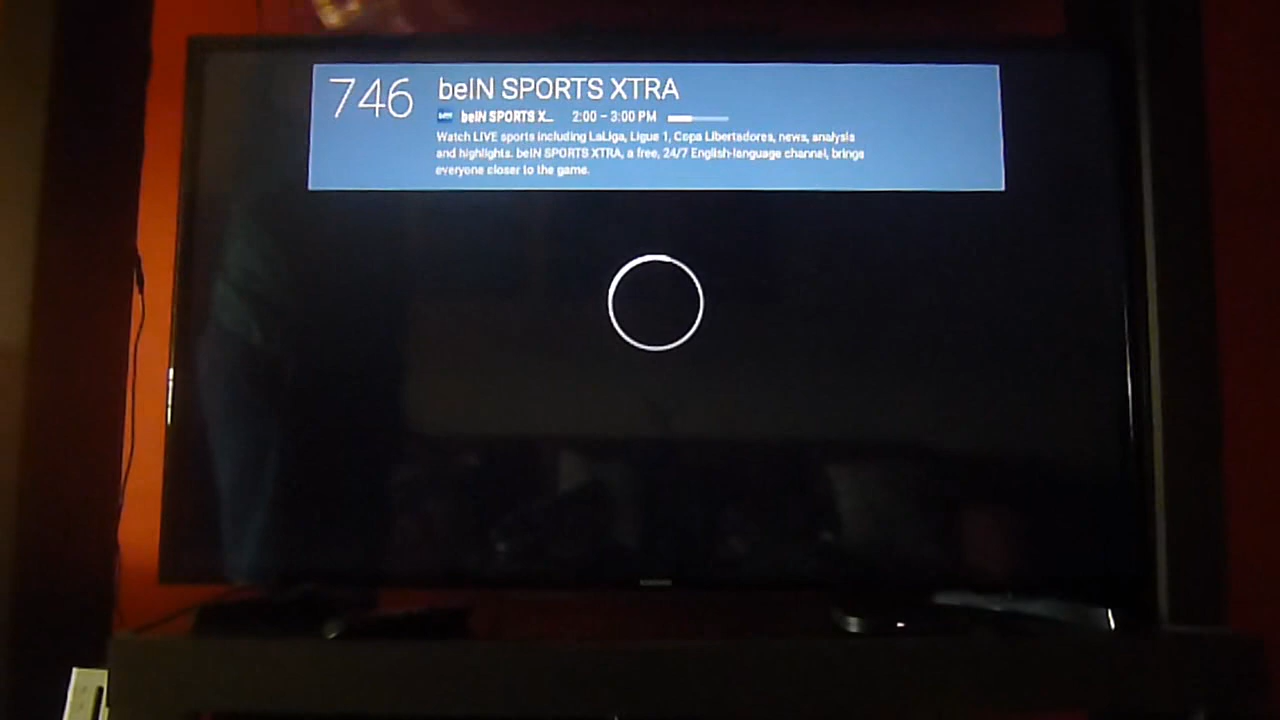 746
beIN SPORTS XTRA
beIN SPORTS X... 2:00 – 3:00 PM
Watch LIVE sports including LaLiga, Ligue 1, Copa Libertadores, news, analysis
and highlights. beIN SPORTS XTRA, a free, 24/7 English-language channel, brings
everyone closer to the game.